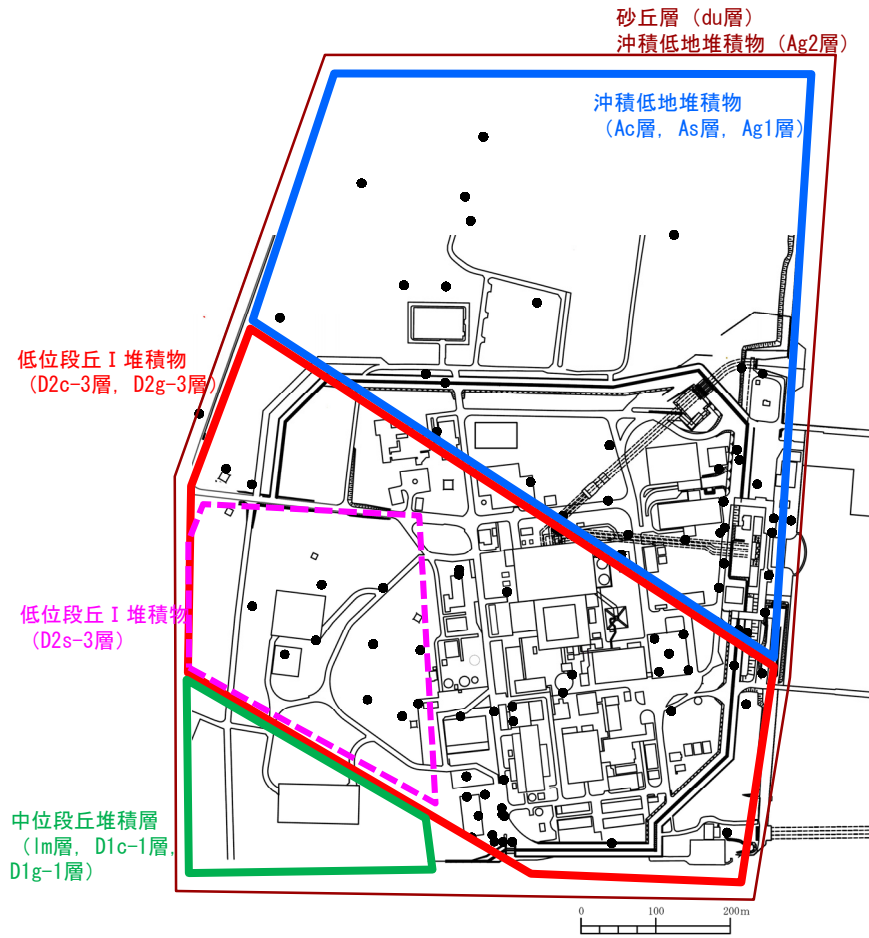 砂丘層（du層）
沖積低地堆積物（Ag2層）
沖積低地堆積物
（Ac層，As層，Ag1層）
低位段丘Ⅰ堆積物
（D2c-3層，D2g-3層）
低位段丘Ⅰ堆積物
（D2s-3層）
中位段丘堆積層
（lm層，D1c-1層，
D1g-1層）
0 100 200m